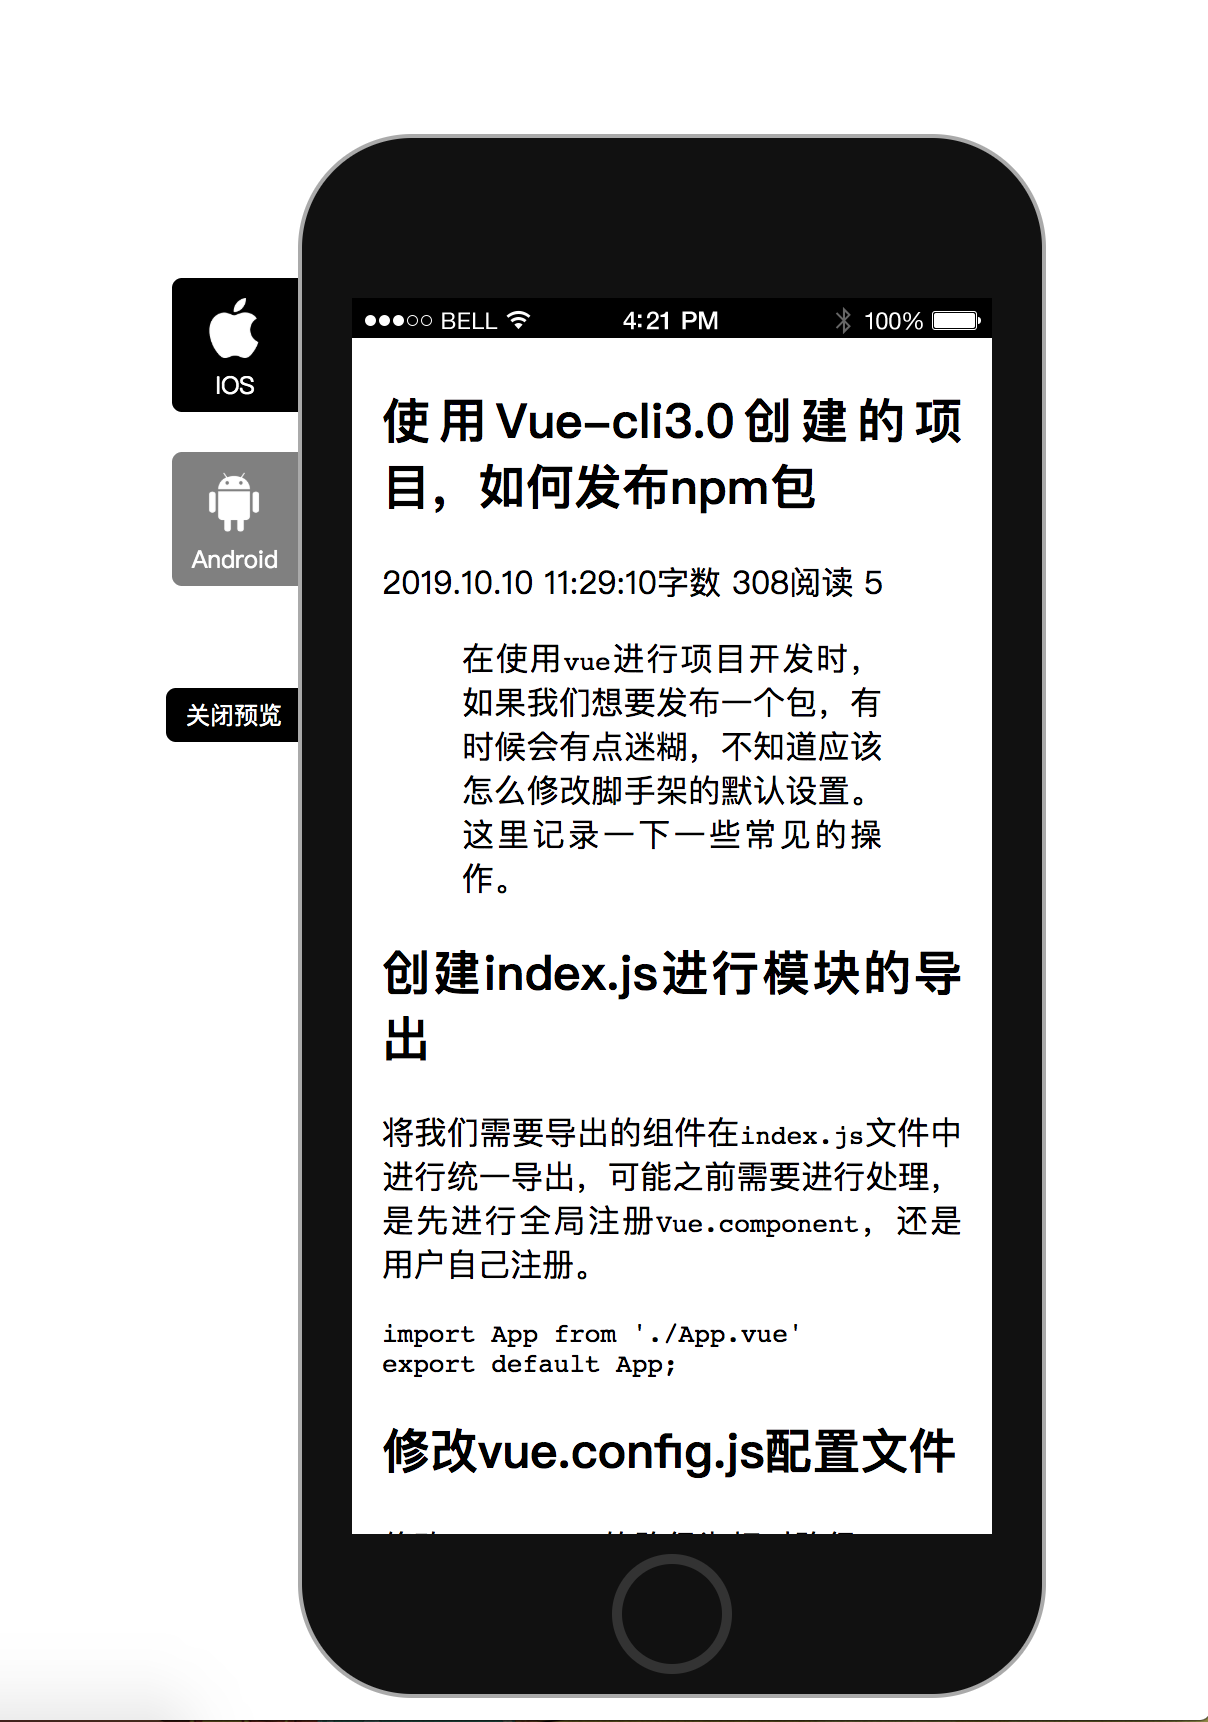 BELL 4:21 PM 100%
IOS
Android
关闭预览
使用Vue-cli3.0创建的项
目，如何发布npm包
2019.10.10 11:29:10字数 308阅读 5
在使用vue进行项目开发时，
如果我们想要发布一个包，有
时候会有点迷糊，不知道应该
怎么修改脚手架的默认设置。
这里记录一下一些常见的操
作。
创建index.js进行模块的导
出
将我们需要导出的组件在index.js文件中
进行统一导出，可能之前需要进行处理，
是先进行全局注册Vue.component，还是
用户自己注册。
import App from './App.vue'
export default App;
修改vue.config.js配置文件